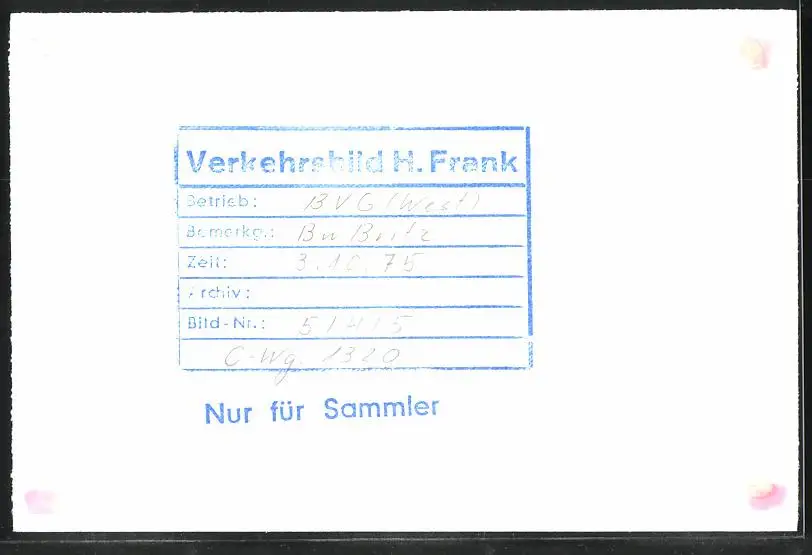 Verkehrsbild H. Frank
Betrieb: BVG (West)
Bemerkg.: Bw Britz
Zeit: 3.10.75
Archiv:
Bild-Nr.: 51415
C-Wg. 1320
Nur für Sammler